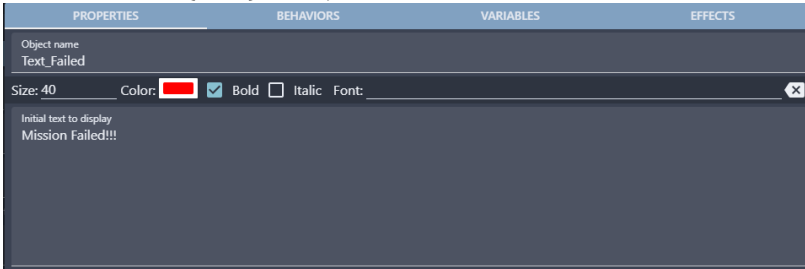 PROPERTIES BEHAVIORS VARIABLES EFFECTS
Object name
Text_Failed
Size: 40 Color: Bold Italic Font:
Initial text to display
Mission Failed!!!